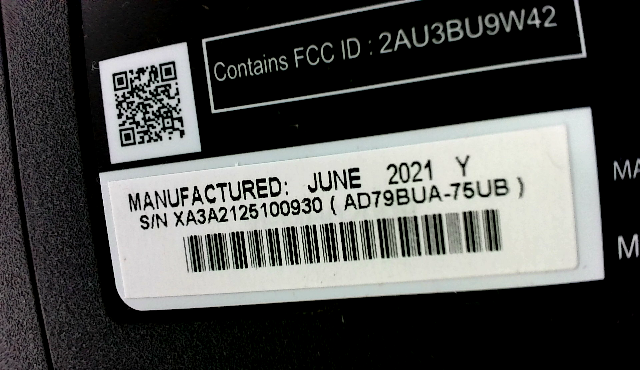 Contains FCC ID : 2AU3BU9W42
MANUFACTURED: JUNE 2021 Y
S/N XA3A2125100930 ( AD79BUA-75UB )